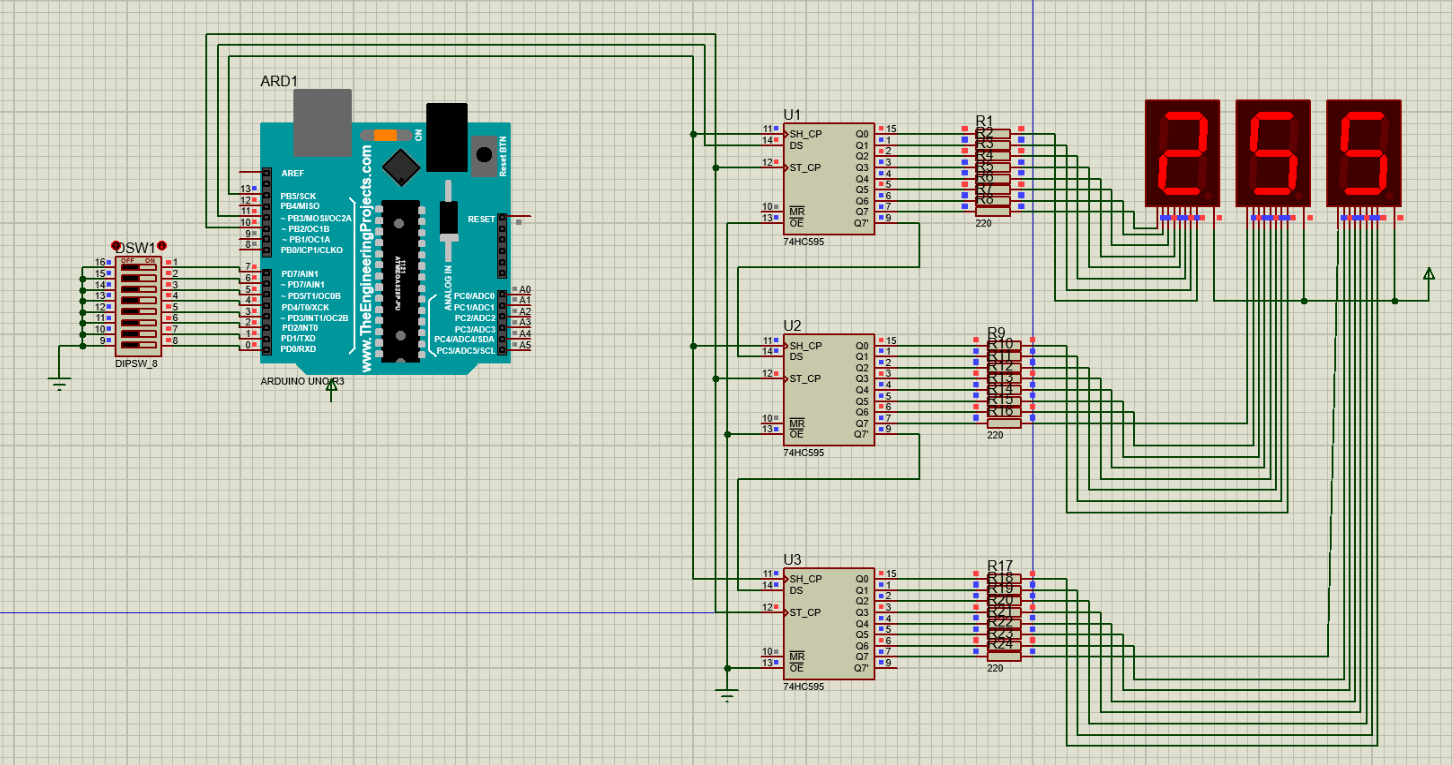 ARD1
ON
Reset BTN
www.TheEngineeringProjects.com
ANALOG IN
AREF
13
PB5/SCK
12
PB4/MISO
11
~ PB3/MOSI/OC2A
10
~ PB2/OC1B
9
~ PB1/OC1A
8
PB0/ICP1/CLKO
7
PD7/AIN1
6
~ PD7/AIN1
5
~ PD5/T1/OC0B
4
PD4/T0/XCK
3
~ PD3/INT1/OC2B
2
PD2/INT0
1
PD1/TXD
0
PD0/RXD
RESET
PC0/ADC0
A0
PC1/ADC1
A1
PC2/ADC2
A2
PC3/ADC3
A3
PC4/ADC4/SDA
A4
PC5/ADC5/SCL
A5
ARDUINO UNO R3
DSW1
OFF ON
16 1
15 2
14 3
13 4
12 5
11 6
10 7
9 8
DIPSW_8
U1
11 SH_CP Q0 15
14 DS Q1 1
Q2 2
12 ST_CP Q3 3
Q4 4
Q5 5
Q6 6
10 MR Q7 7
13 OE Q7' 9
74HC595
R1
R2
R3
R4
R5
R6
R7
R8
220
255
U2
11 SH_CP Q0 15
14 DS Q1 1
Q2 2
12 ST_CP Q3 3
Q4 4
Q5 5
Q6 6
10 MR Q7 7
13 OE Q7' 9
74HC595
R9
R10
R11
R12
R13
R14
R15
R16
220
U3
11 SH_CP Q0 15
14 DS Q1 1
Q2 2
12 ST_CP Q3 3
Q4 4
Q5 5
Q6 6
10 MR Q7 7
13 OE Q7' 9
74HC595
R17
R18
R19
R20
R21
R22
R23
R24
220